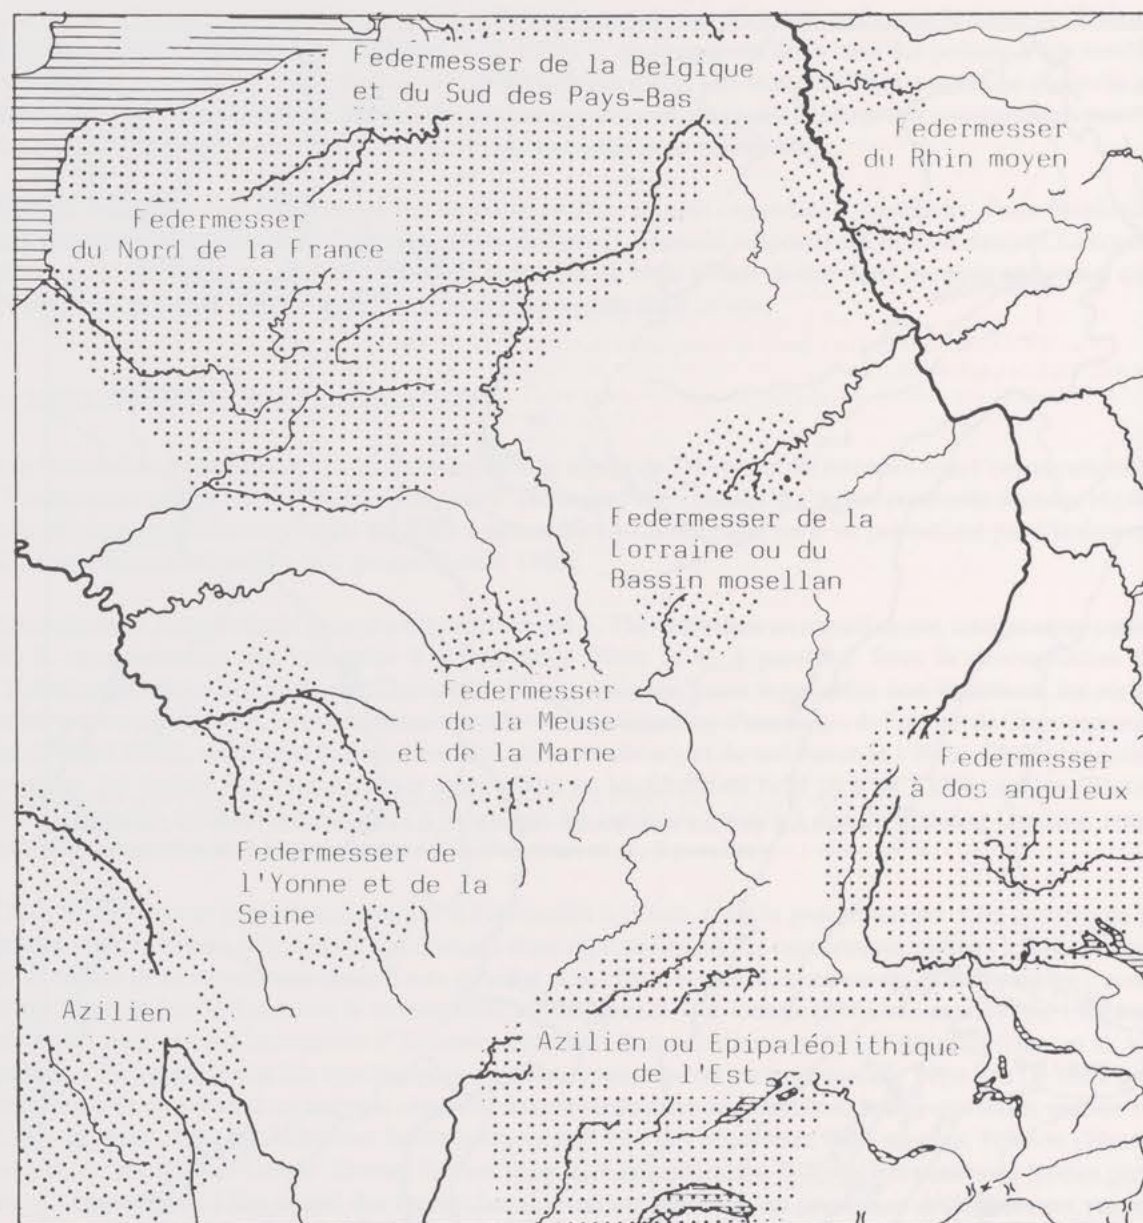 Federmesser de la Belgique
et du Sud des Pays-Bas
Federmesser
du Rhin moyen
Federmesser
du Nord de la France
Federmesser de la
Lorraine ou du
Bassin mosellan
Federmesser
de la Meuse
et de la Marne
Federmesser
à dos anguleux
Federmesser de
l'Yonne et de la
Seine
Azilien
Azilien ou Epipaléolithique
de l'Est